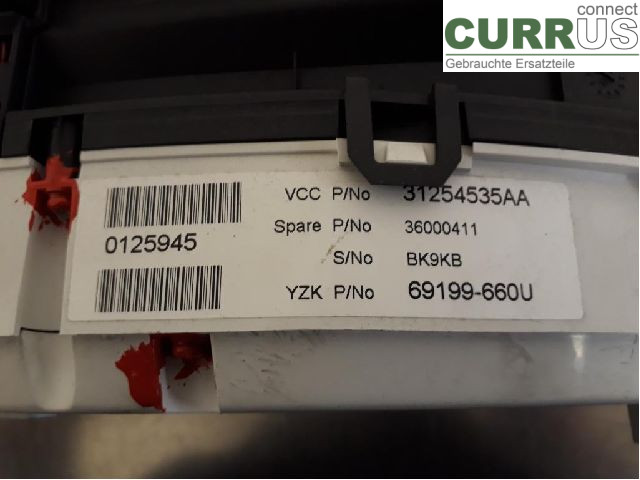 connect
CURRUS
Gebrauchte Ersatzteile
VCC P/No 31254535AA
Spare P/No 36000411
0125945
S/No BK9KB
YZK P/No 69199-660U